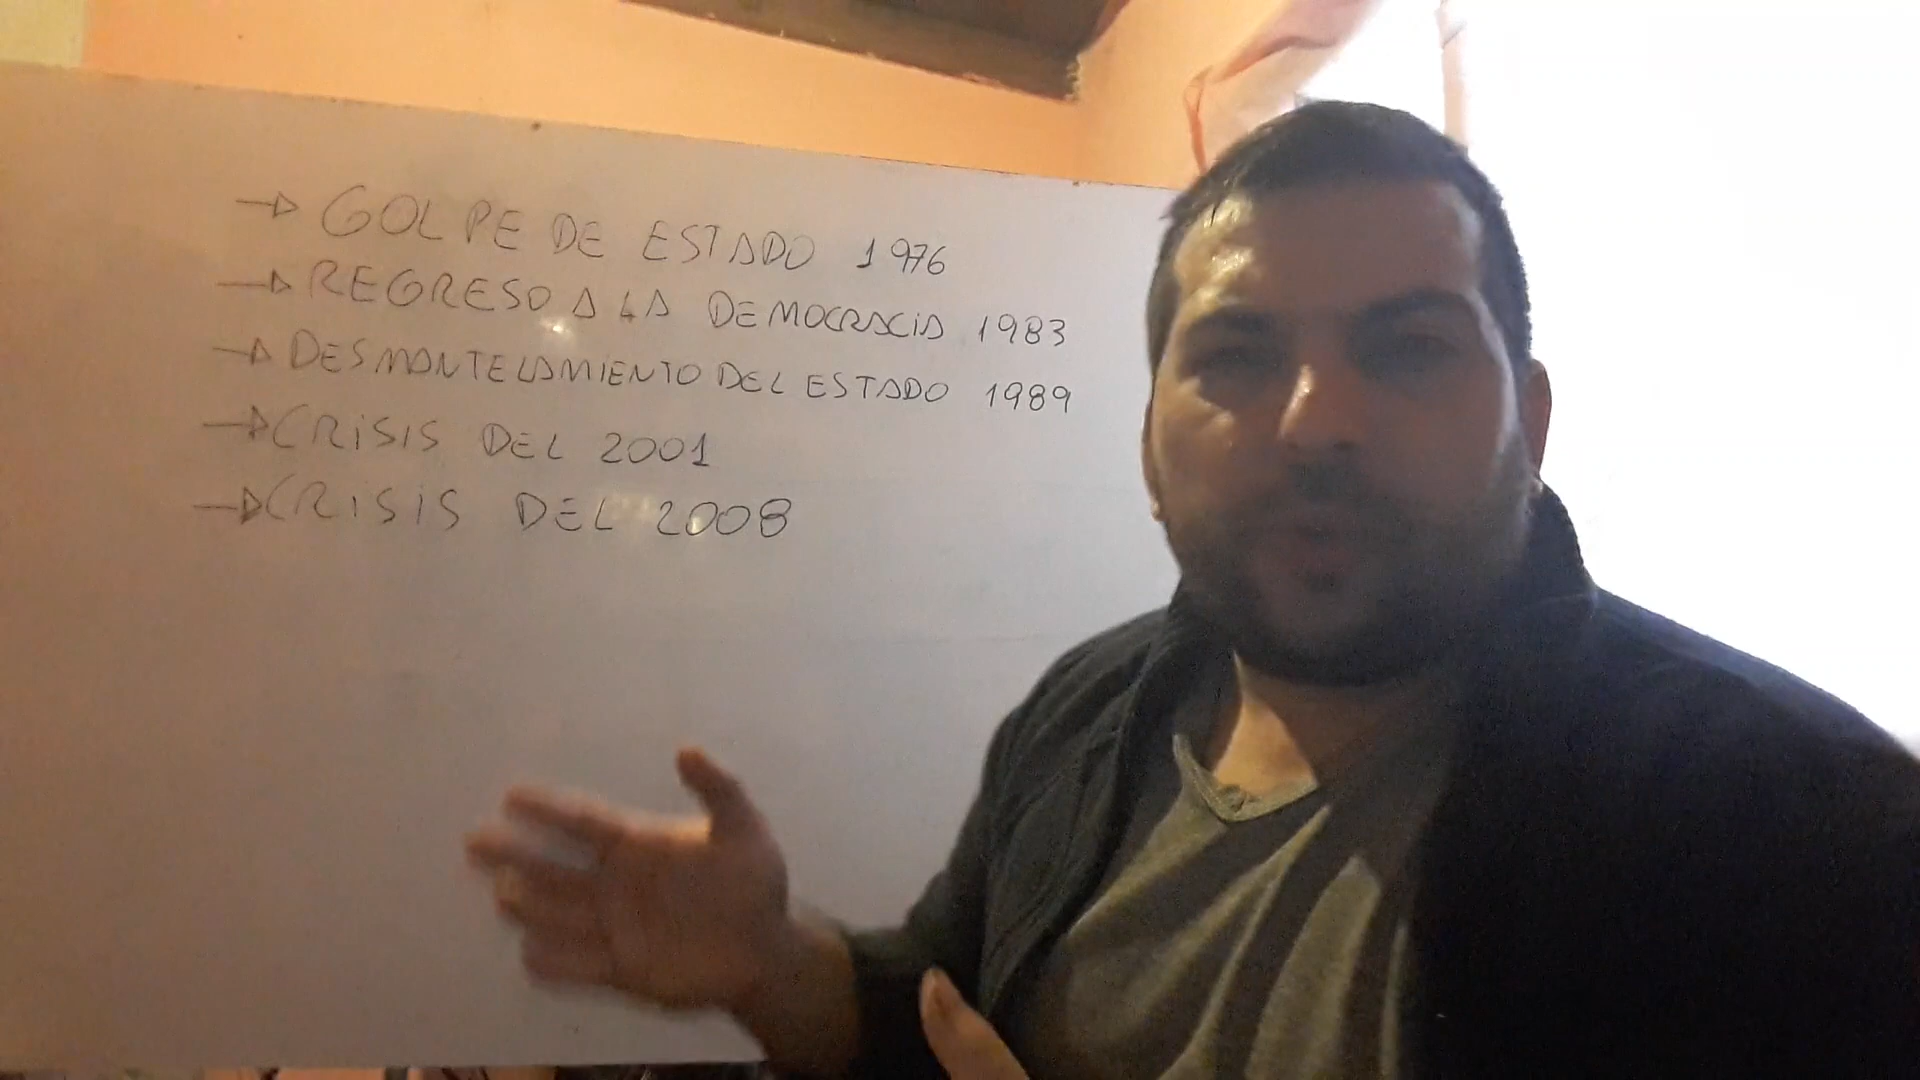 → GOLPE DE ESTADO 1976
→ REGRESO A LA DEMOCRACIA 1983
→ DESMANTELAMIENTO DEL ESTADO 1989
→ CRISIS DEL 2001
→ CRISIS DEL 2008